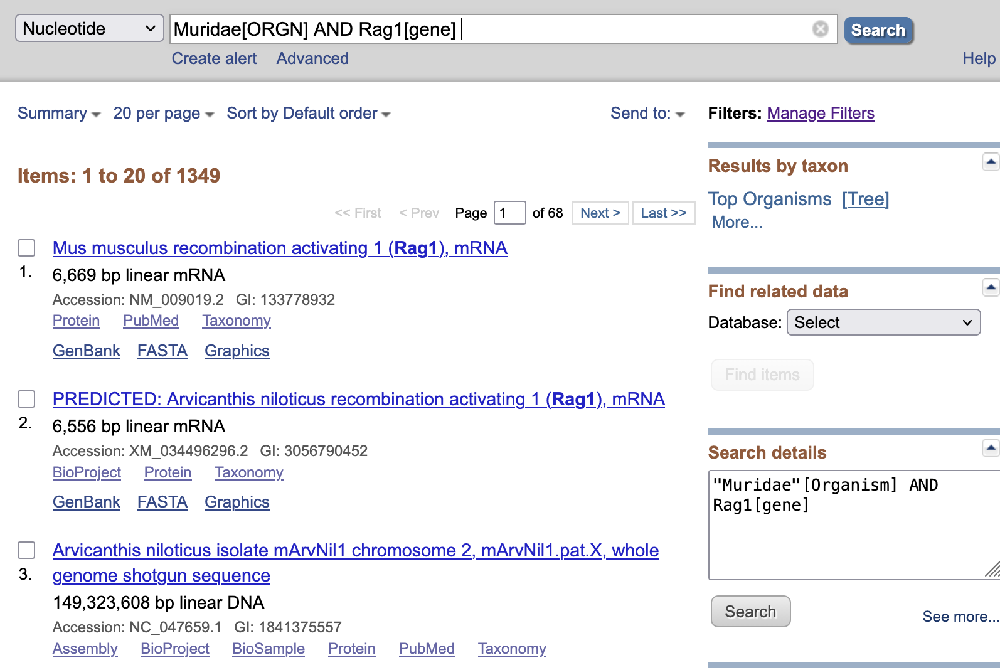 Nucleotide
Muridae[ORGN] AND Rag1[gene]
Search
Create alert Advanced
Help
Summary 20 per page Sort by Default order Send to:
Filters: Manage Filters
Items: 1 to 20 of 1349
<< First < Prev Page 1 of 68 Next > Last >>
Mus musculus recombination activating 1 (Rag1), mRNA
1.
6,669 bp linear mRNA
Accession: NM_009019.2 GI: 133778932
Protein PubMed Taxonomy
GenBank FASTA Graphics
PREDICTED: Arvicanthis niloticus recombination activating 1 (Rag1), mRNA
2.
6,556 bp linear mRNA
Accession: XM_034496296.2 GI: 3056790452
BioProject Protein Taxonomy
GenBank FASTA Graphics
Arvicanthis niloticus isolate mArvNil1 chromosome 2, mArvNil1.pat.X, whole
3.
genome shotgun sequence
149,323,608 bp linear DNA
Accession: NC_047659.1 GI: 1841375557
Assembly BioProject BioSample Protein PubMed Taxonomy
Results by taxon
Top Organisms [Tree]
More...
Find related data
Database: Select
Find items
Search details
"Muridae"[Organism] AND
Rag1[gene]
Search
See more...